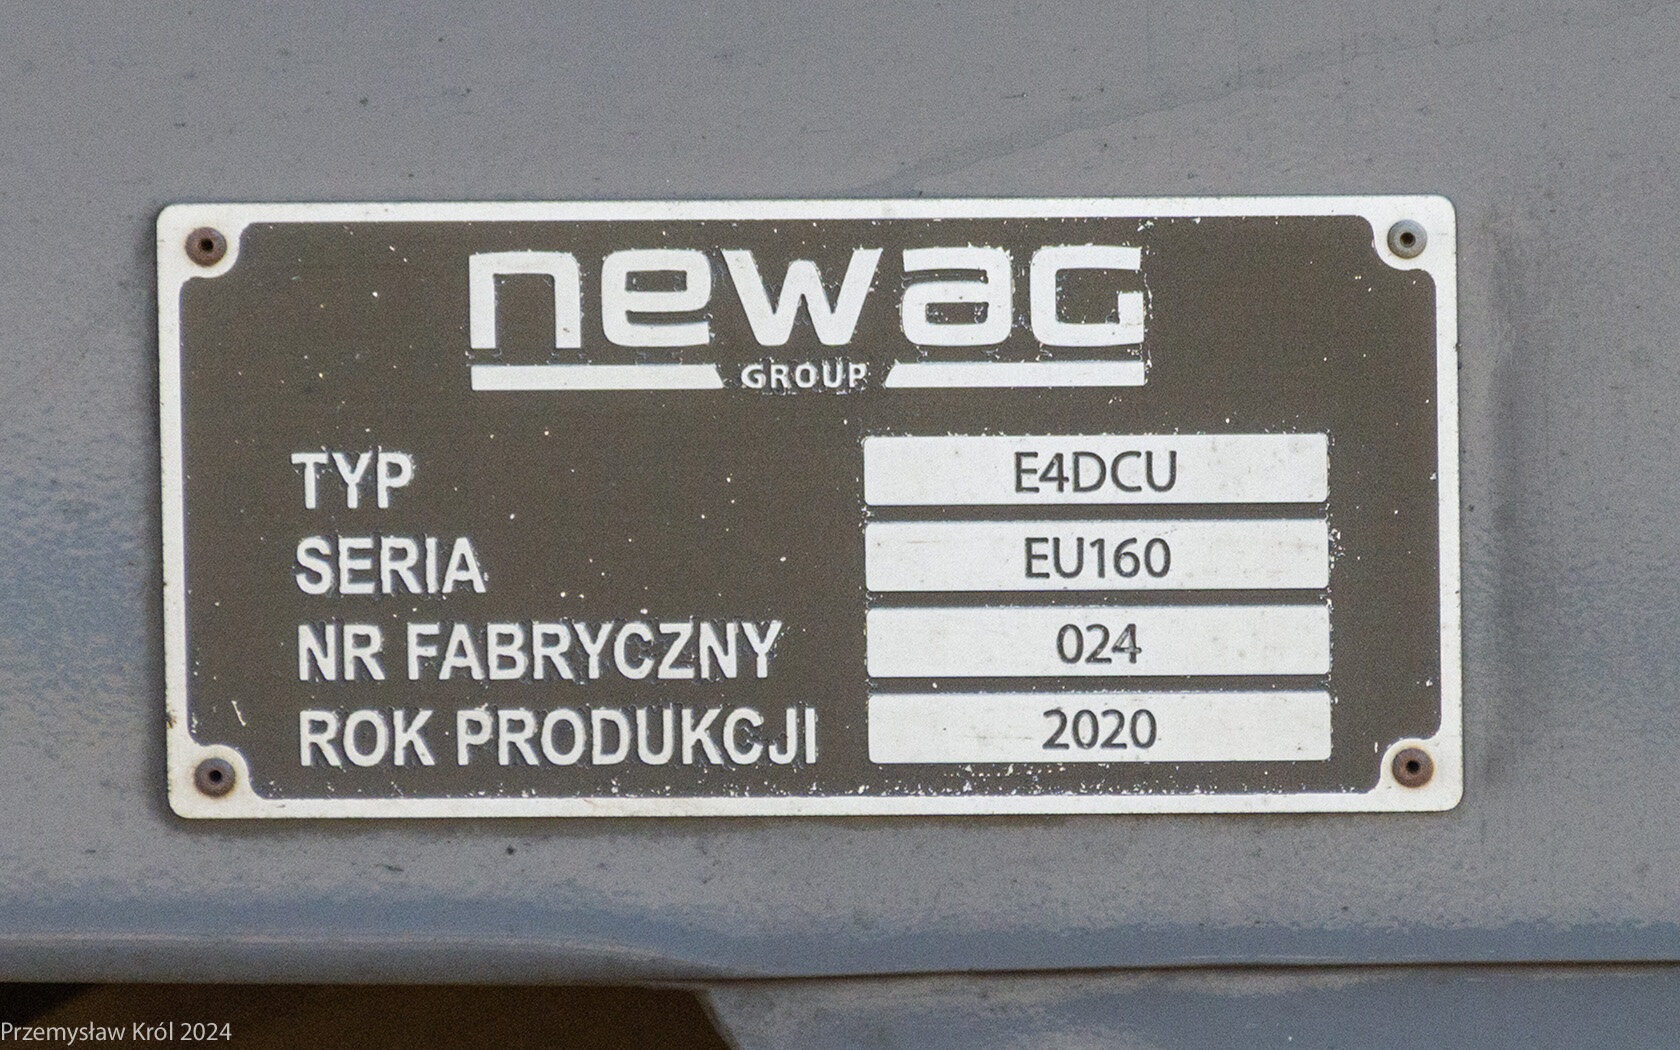 newag
GROUP
TYP E4DCU
SERIA EU160
NR FABRYCZNY 024
ROK PRODUKCJI 2020
Przemysław Król 2024